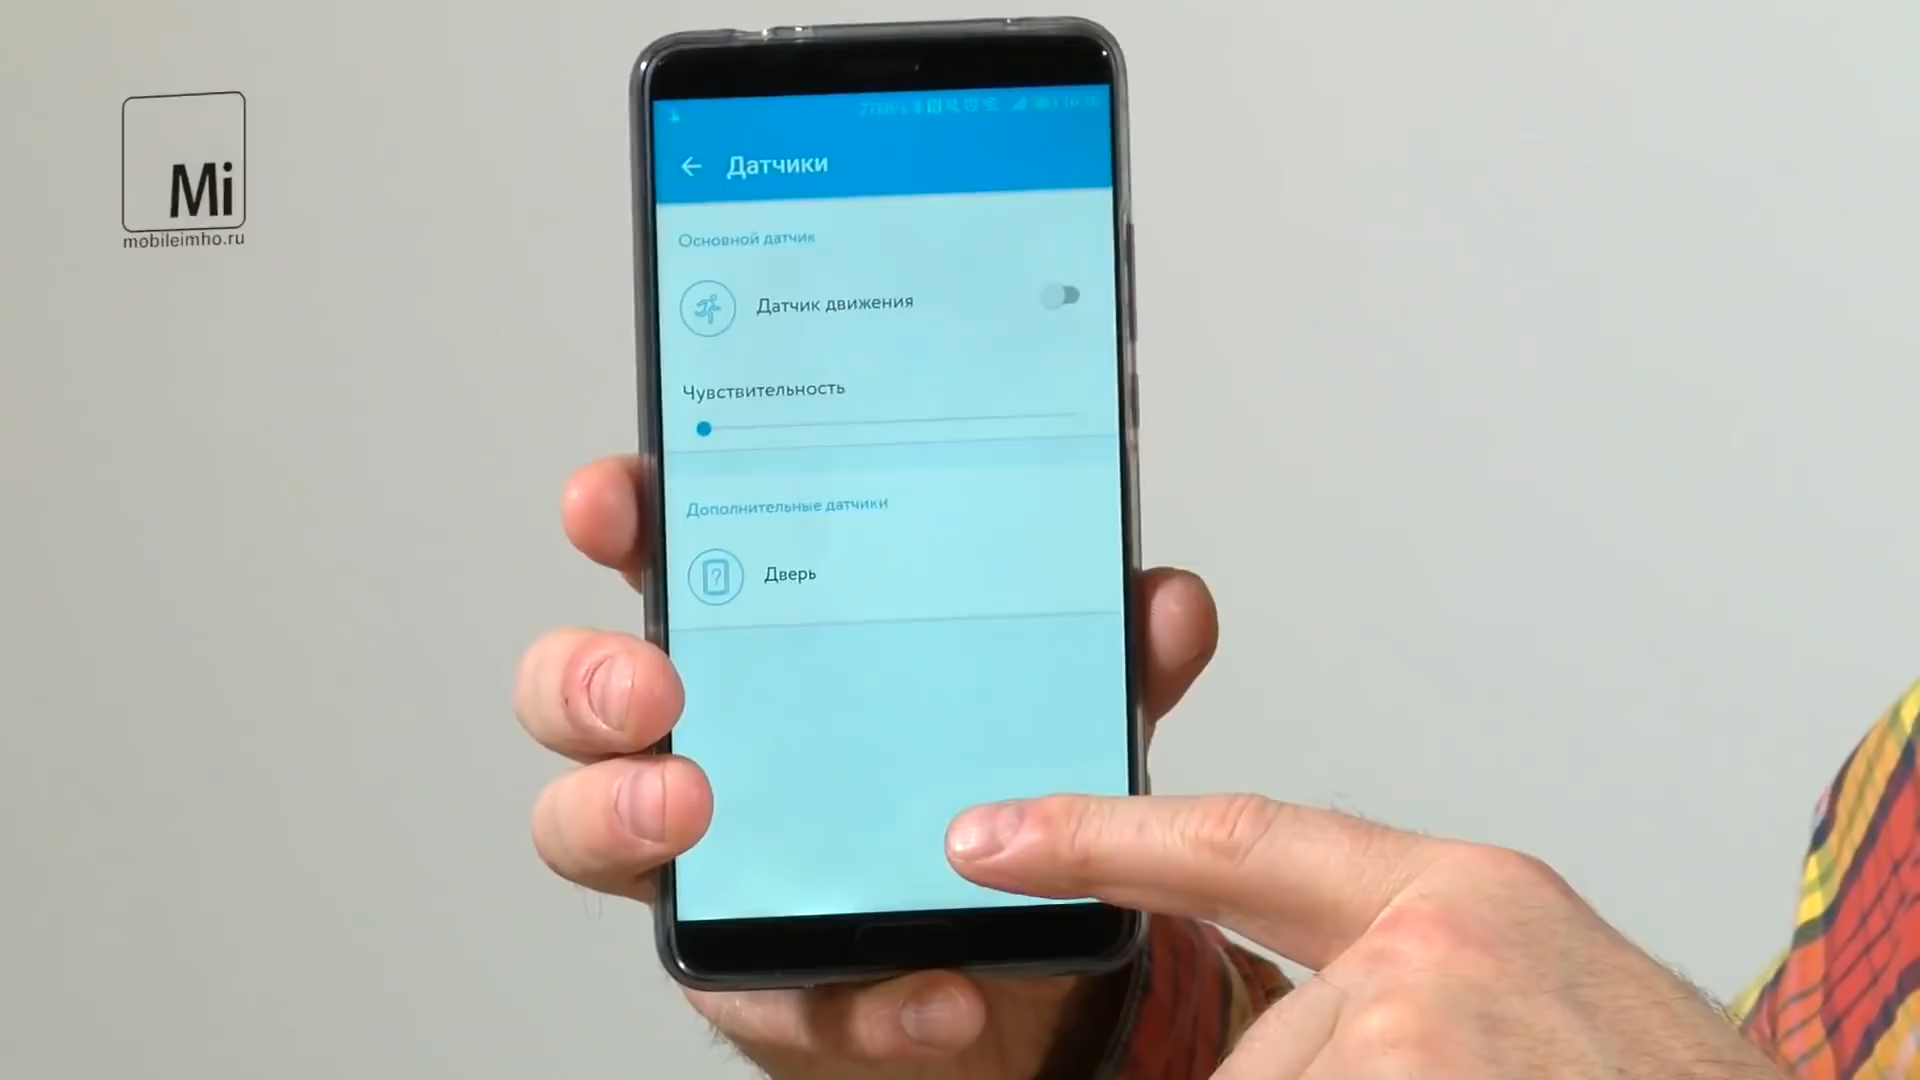 Mi
mobileimho.ru
Датчики
Основной датчик
Датчик движения
Чувствительность
Дополнительные датчики
?
Дверь